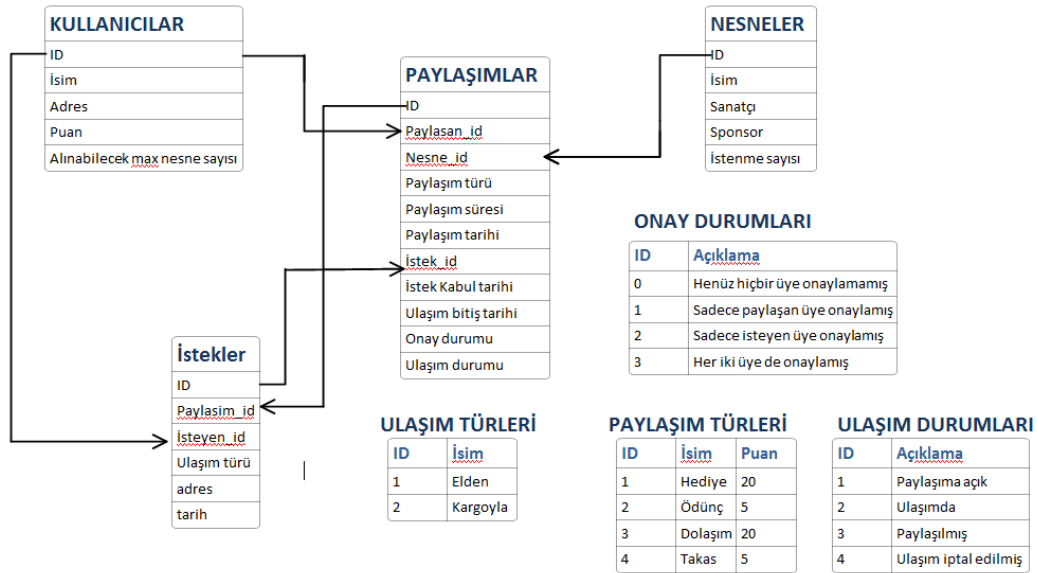 KULLANICILAR
ID
İsim
Adres
Puan
Alınabilecek max nesne sayısı
PAYLAŞIMLAR
ID
Paylasan_id
Nesne_id
Paylaşım türü
Paylaşım süresi
Paylaşım tarihi
İstek_id
İstek Kabul tarihi
Ulaşım bitiş tarihi
Onay durumu
Ulaşım durumu
NESNELER
ID
İsim
Sanatçı
Sponsor
İstenme sayısı
ONAY DURUMLARI
ID Açıklama
0 Henüz hiçbir üye onaylamamış
1 Sadece paylaşan üye onaylamış
2 Sadece isteyen üye onaylamış
3 Her iki üye de onaylamış
İstekler
ID
Paylasim_id
İsteyen_id
Ulaşım türü
adres
tarih
ULAŞIM TÜRLERİ
ID İsim
1 Elden
2 Kargoyla
PAYLAŞIM TÜRLERİ
ID İsim Puan
1 Hediye 20
2 Ödünç 5
3 Dolaşım 20
4 Takas 5
ULAŞIM DURUMLARI
ID Açıklama
1 Paylaşıma açık
2 Ulaşımda
3 Paylaşılmış
4 Ulaşım iptal edilmiş